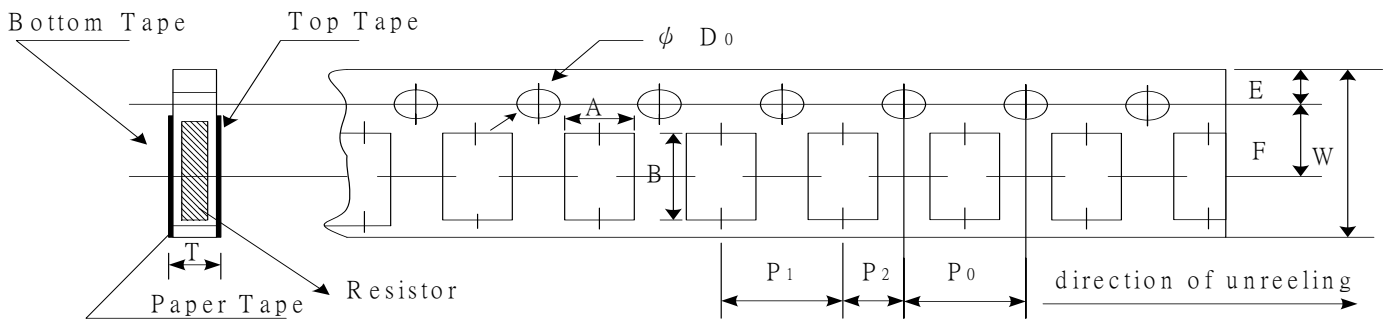 Bottom Tape
Top Tape
ϕ D0
E
A
B
F
W
T
P1
P2
P0
Resistor
direction of unreeling
Paper Tape